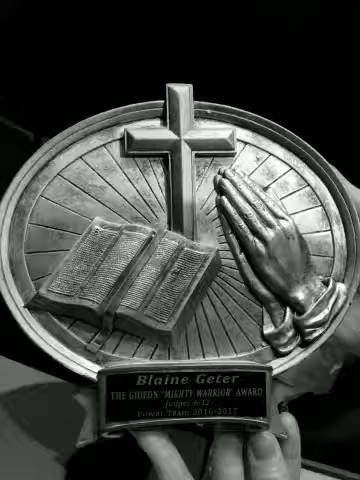 Blaine Geter
THE GIDEON "MIGHTY WARRIOR" AWARD
Judges 6:12
Power Team 2016-2017